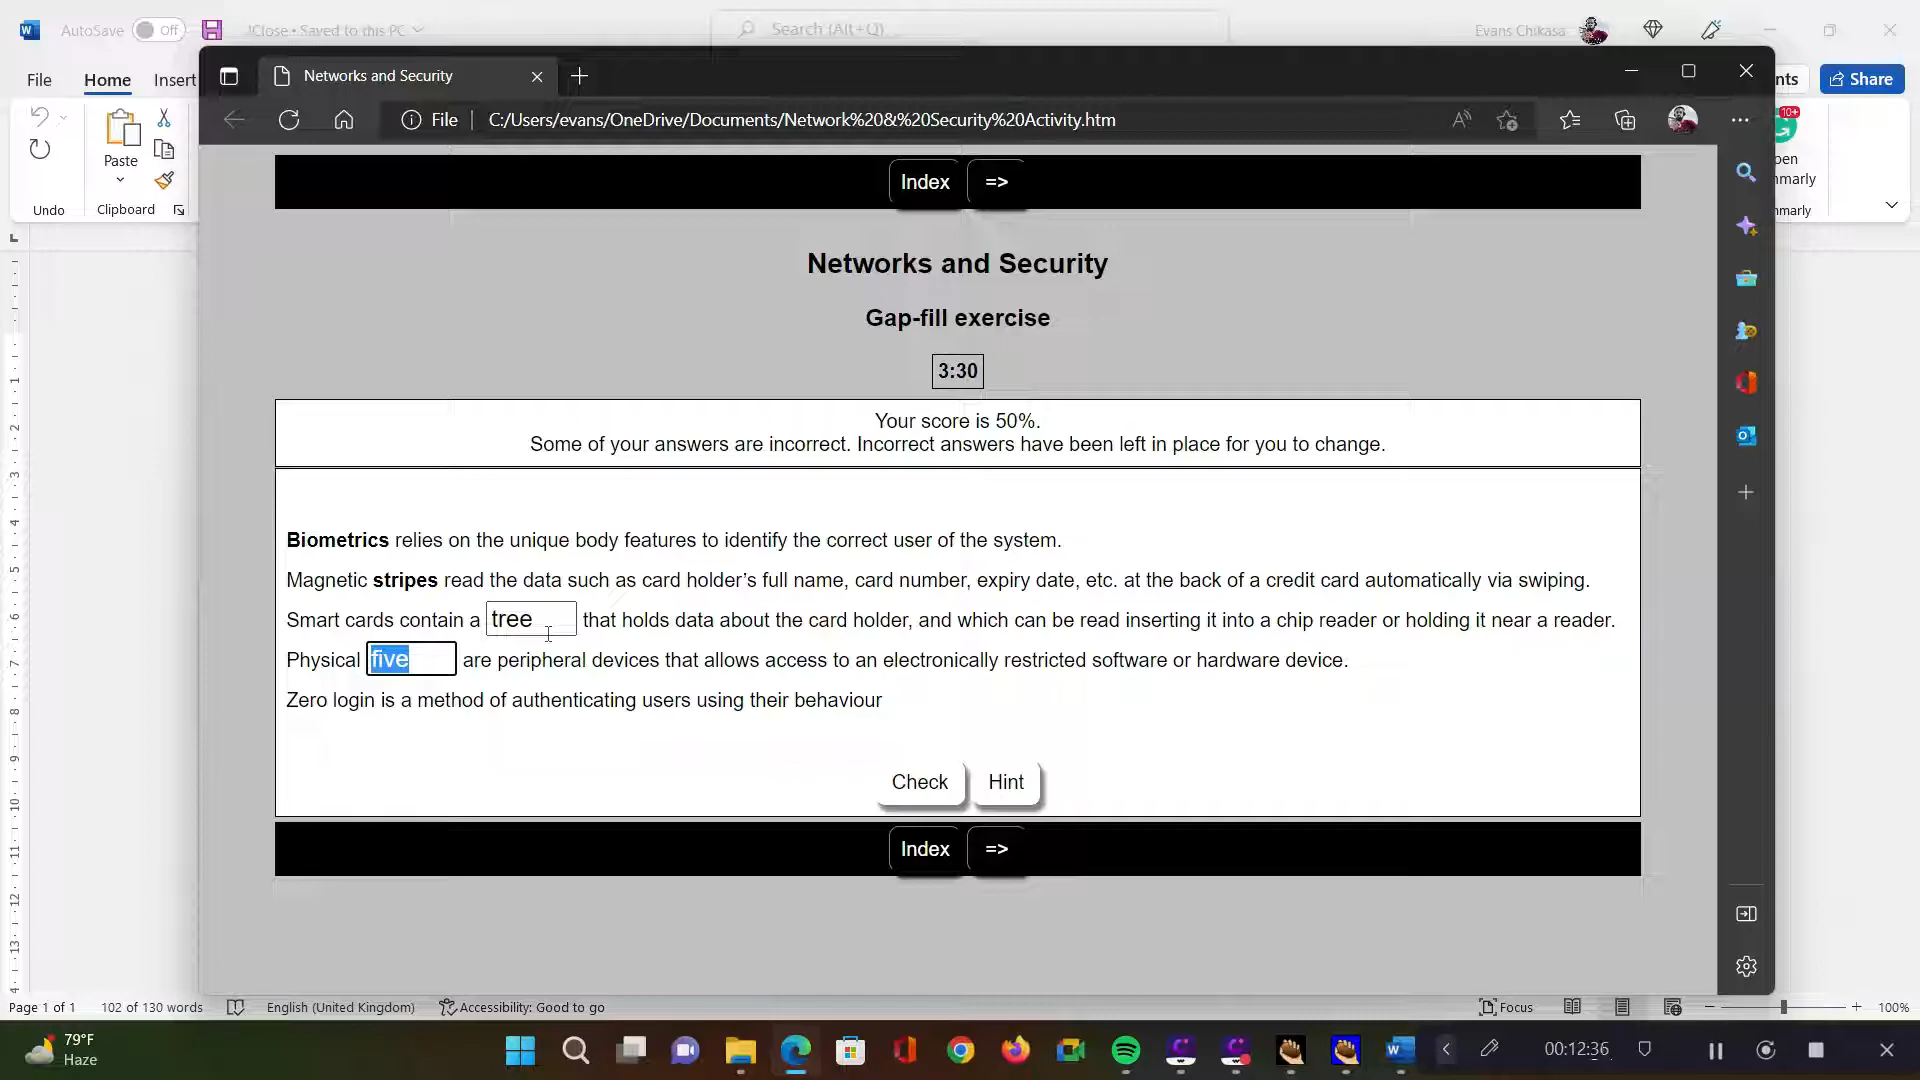 AutoSave Off !Close • Saved to this PC Search (Alt+Q) Evans Chikasa
File Home Insert Share
Networks and Security
File C:/Users/evans/OneDrive/Documents/Network%20&%20Security%20Activity.htm
Paste
Undo Clipboard
Index =>
Networks and Security
Gap-fill exercise
3:30
Your score is 50%.
Some of your answers are incorrect. Incorrect answers have been left in place for you to change.
Biometrics relies on the unique body features to identify the correct user of the system.
Magnetic stripes read the data such as card holder’s full name, card number, expiry date, etc. at the back of a credit card automatically via swiping.
Smart cards contain a tree that holds data about the card holder, and which can be read inserting it into a chip reader or holding it near a reader.
Physical five are peripheral devices that allows access to an electronically restricted software or hardware device.
Zero login is a method of authenticating users using their behaviour
Check Hint
Index =>
Page 1 of 1 102 of 130 words English (United Kingdom) Accessibility: Good to go Focus 100%
79°F
Haze
00:12:36